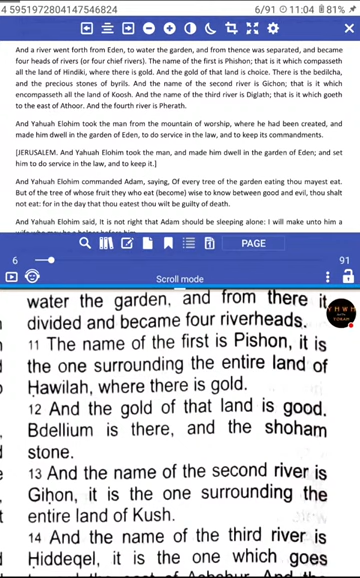 4 5951972804147546824 6/91 11:04 81%
And a river went forth from Eden, to water the garden, and from thence was separated, and became
four heads of rivers (or four chief rivers). The name of the first is Phishon; that is it which compasseth
all the land of Hindiki, where there is gold. And the gold of that land is choice. There is the bedilcha,
and the precious stones of byrils. And the name of the second river is Gichon; that is it which
encompasseth all the land of Koosh. And the name of the third river is Diglath; that is it which goeth
to the east of Athoor. And the fourth river is Pherath.
And Yahuah Elohim took the man from the mountain of worship, where he had been created, and
made him dwell in the garden of Eden, to do service in the law, and to keep its commandments.
[JERUSALEM. And Yahuah Elohim took the man, and made him dwell in the garden of Eden; and set
him to do service in the law, and to keep it.]
And Yahuah Elohim commanded Adam, saying, Of every tree of the garden eating thou mayest eat.
But of the tree of whose fruit they who eat (become) wise to know between good and evil, thou shalt
not eat: for in the day that thou eatest thou wilt be guilty of death.
And Yahuah Elohim said, It is not right that Adam should be sleeping alone: I will make unto him a
wife who may be a helper before him.
PAGE
6 91
Scroll mode
water the garden, and from there it
divided and became four riverheads.
11 The name of the first is Pishon, it is
the one surrounding the entire land of
Ḥawilah, where there is gold.
12 And the gold of that land is good.
Bdellium is there, and the shoham
stone.
13 And the name of the second river is
Giḥon, it is the one surrounding the
entire land of Kush.
14 And the name of the third river is
Ḥiddeqel, it is the one which goes